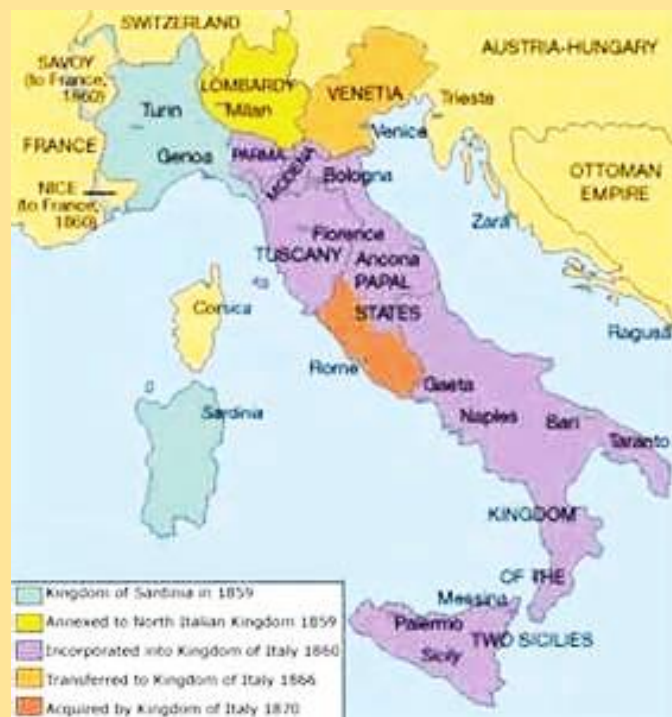 SWITZERLAND
SAVOY
(to France,
1860)
LOMBARDY
Milan
AUSTRIA-HUNGARY
VENETIA
Trieste
Venice
Turin
FRANCE
Genoa
PARMA
MODENA
Bologna
NICE
(to France,
1860)
OTTOMAN
EMPIRE
Zara
Florence
TUSCANY
Ancona
PAPAL
STATES
Corsica
Ragusa
Rome
Gaeta
Sardinia
Naples
Bari
Taranto
KINGDOM
OF THE
Messina
Palermo
TWO SICILIES
Sicily
Kingdom of Sardinia in 1859
Annexed to North Italian Kingdom 1859
Incorporated into Kingdom of Italy 1860
Transferred to Kingdom of Italy 1866
Acquired by Kingdom of Italy 1870